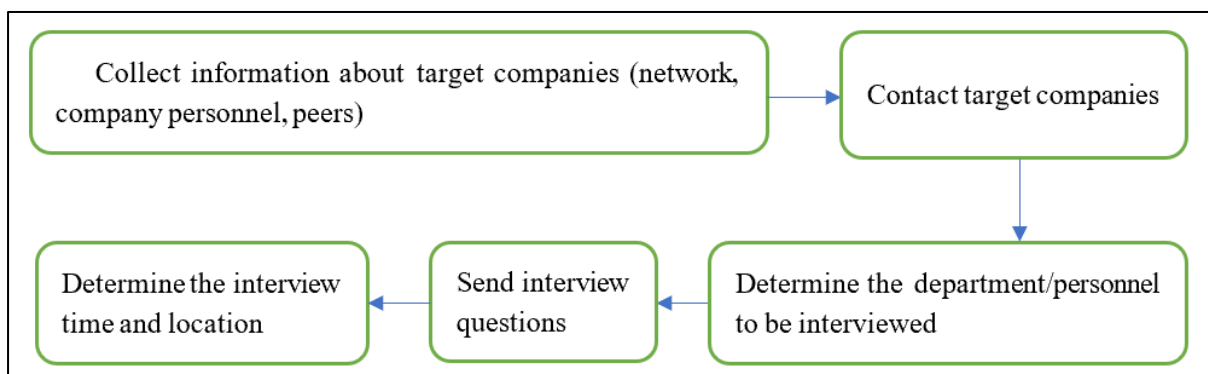 Collect information about target companies (network,
company personnel, peers)
Contact target companies
Determine the department/personnel
to be interviewed
Send interview
questions
Determine the interview
time and location